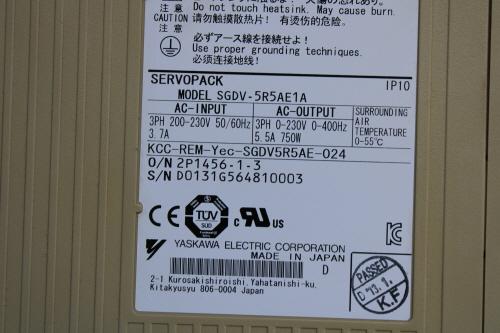 注意 Do not touch heatsink. May cause burn.
CAUTION 请勿触摸散热片! 有烫伤的危险。
注意
必ずアース線を接続せよ!
Use proper grounding techniques.
必须连接地线!
SERVOPACK IP10
MODEL SGDV-5R5AE1A
AC-INPUT AC-OUTPUT SURROUNDING AIR TEMPERATURE 0-55℃
3PH 200-230V 50/60Hz 3PH 0-230V 0-400Hz
3.7A 5.5A 750W
KCC-REM-Yec-SGDV5R5AE-024
O/N 2P1456-1-3
S/N D0131G564810003
CE TÜV SÜD c RU US
YASKAWA ELECTRIC CORPORATION
MADE IN JAPAN D
2-1 Kurosakishiroishi, Yahatanishi-ku,
Kitakyusyu 806-0004 Japan
PASSED
K.F